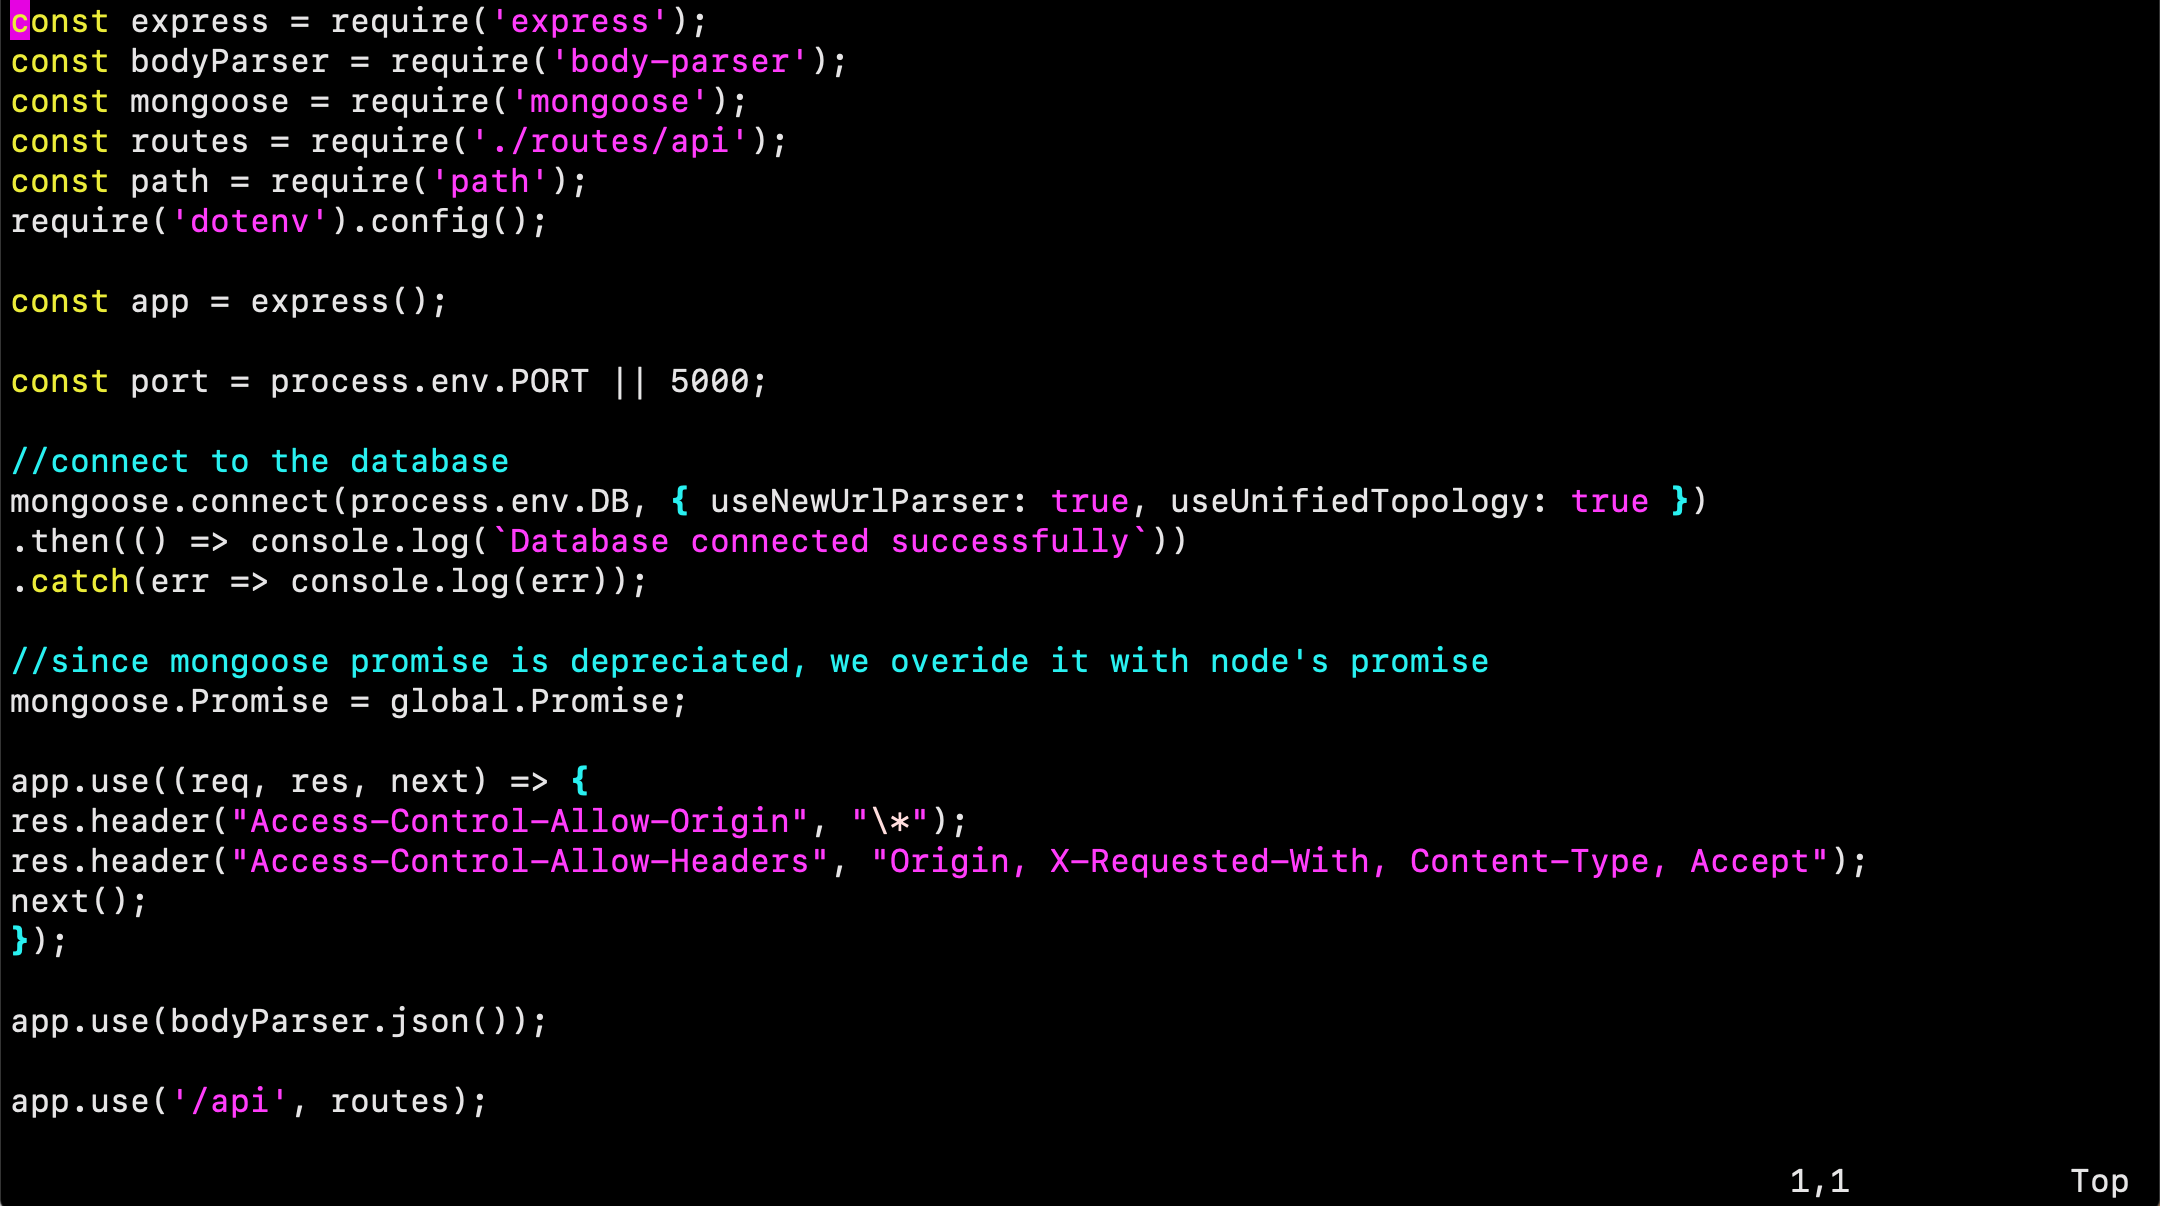 const express = require('express');
const bodyParser = require('body-parser');
const mongoose = require('mongoose');
const routes = require('./routes/api');
const path = require('path');
require('dotenv').config();
const app = express();
const port = process.env.PORT || 5000;
//connect to the database
mongoose.connect(process.env.DB, { useNewUrlParser: true, useUnifiedTopology: true })
.then(() => console.log(`Database connected successfully`))
.catch(err => console.log(err));
//since mongoose promise is depreciated, we overide it with node's promise
mongoose.Promise = global.Promise;
app.use((req, res, next) => {
res.header("Access-Control-Allow-Origin", "\*");
res.header("Access-Control-Allow-Headers", "Origin, X-Requested-With, Content-Type, Accept");
next();
});
app.use(bodyParser.json());
app.use('/api', routes);
1,1 Top